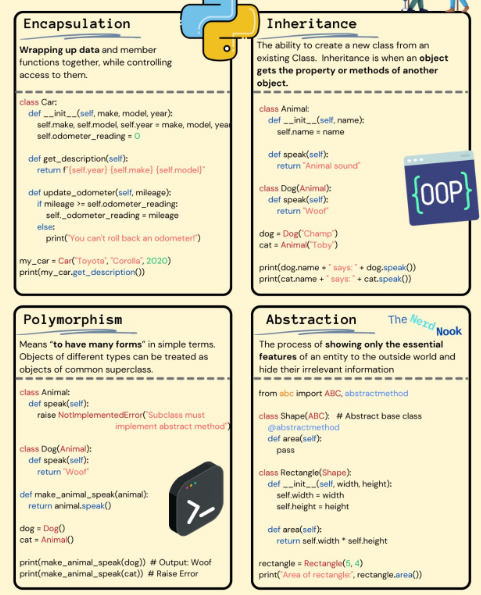 Encapsulation
Wrapping up data and member
functions together, while controlling
access to them.
class Car:
def __init__(self, make, model, year):
self.make, self.model, self.year = make, model, year
self.odometer_reading = 0
def get_description(self):
return f"{self.year} {self.make} {self.model}"
def update_odometer(self, mileage):
if mileage >= self.odometer_reading:
self._odometer_reading = mileage
else:
print("You can't roll back an odometer!")
my_car = Car("Toyota", "Corolla", 2020)
print(my_car.get_description())
Inheritance
The ability to create a new class from an
existing Class. Inheritance is when an object
gets the property or methods of another
object.
class Animal:
def __init__(self, name):
self.name = name
def speak(self):
return "Animal sound"
class Dog(Animal):
def speak(self):
return "Woof"
dog = Dog("Champ")
cat = Animal("Toby")
print(dog.name + " says: " + dog.speak())
print(cat.name + " says: " + cat.speak())
{OOP}
Polymorphism
Means "to have many forms" in simple terms.
Objects of different types can be treated as
objects of common superclass.
class Animal:
def speak(self):
raise NotImplementedError("Subclass must
implement abstract method")
class Dog(Animal):
def speak(self):
return "Woof"
def make_animal_speak(animal):
return animal.speak()
dog = Dog()
cat = Animal()
print(make_animal_speak(dog)) # Output: Woof
print(make_animal_speak(cat)) # Raise Error
>_
Abstraction
The Nerd Nook
The process of showing only the essential
features of an entity to the outside world and
hide their irrelevant information
from abc import ABC, abstractmethod
class Shape(ABC): # Abstract base class
@abstractmethod
def area(self):
pass
class Rectangle(Shape):
def __init__(self, width, height):
self.width = width
self.height = height
def area(self):
return self.width * self.height
rectangle = Rectangle(5, 4)
print("Area of rectangle:", rectangle.area())